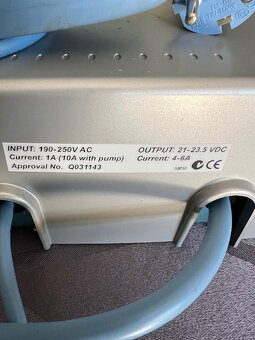 INPUT: 190-250V AC
Current: 1A (10A with pump)
Approval No. Q031143
OUTPUT: 21-23.5 VDC
Current: 4-6A